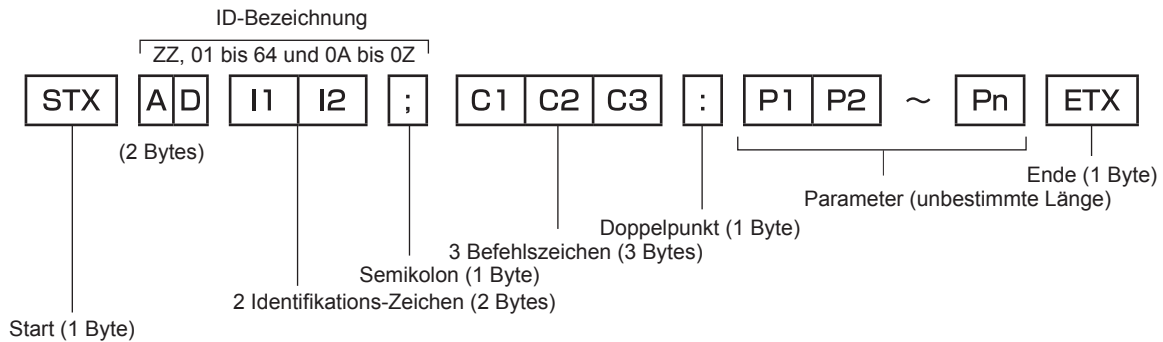 ID-Bezeichnung
ZZ, 01 bis 64 und 0A bis 0Z
STX A D I1 I2 ; C1 C2 C3 : P1 P2 ~ Pn ETX
(2 Bytes)
Ende (1 Byte)
Parameter (unbestimmte Länge)
Doppelpunkt (1 Byte)
3 Befehlszeichen (3 Bytes)
Semikolon (1 Byte)
2 Identifikations-Zeichen (2 Bytes)
Start (1 Byte)